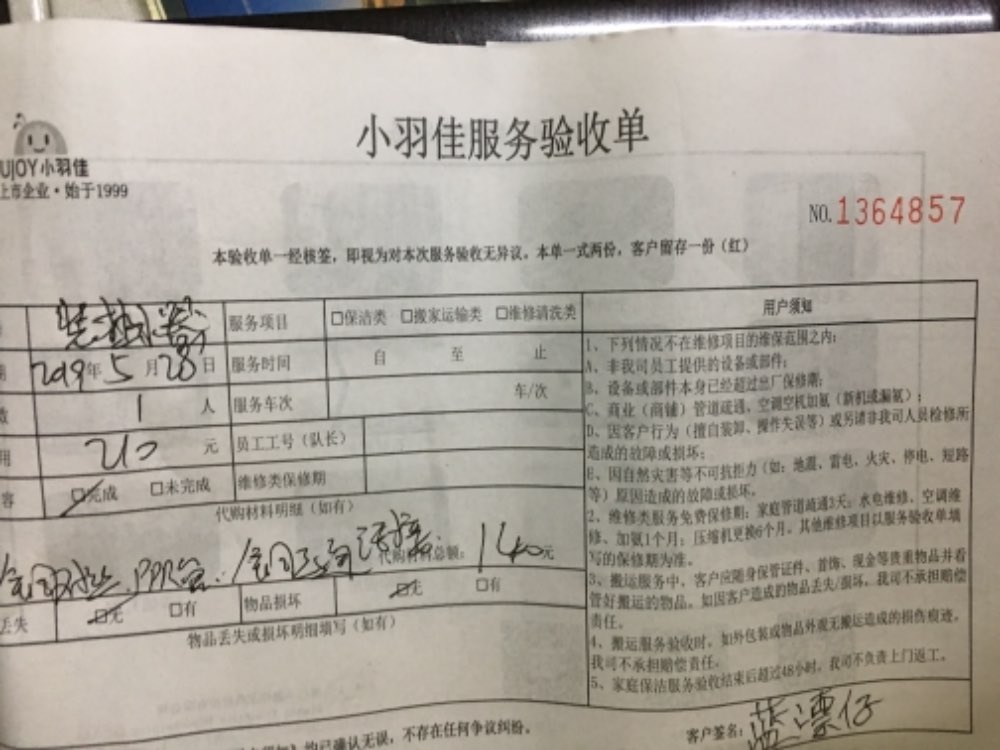 小羽佳服务验收单
UJOY小羽佳
上市企业·始于1999
NO.1364857
本验收单一经核签，即视为对本次服务验收无异议。本单一式两份，客户留存一份（红）
装热水器 服务项目 □保洁类 □搬家运输类 □维修清洗类
2019年5月28日 服务时间 自 至 止
1 人 服务车次 车/次
210 元 员工工号（队长）
容 □完成 □未完成 维修类保修期
代购材料明细（如有）
代购材料总额： 140元
丢失 □无 □有 物品损坏 □无 □有
物品丢失或损坏明细填写（如有）
用户须知
1、下列情况不在维修项目的维保范围之内：
A、非我司员工提供的设备或部件；
B、设备或部件本身已经超过出厂保修期；
C、商业（商铺）管道疏通、空调空机加氨（新机或漏氨）；
D、因客户行为（擅自装卸、操作失误等）或另请非我司人员检修所
造成的故障或损坏；
E、因自然灾害等不可抗拒力（如：地震、雷电、火灾、停电、短路
等）原因造成的故障或损坏。
2、维修类服务免费保修期：家庭管道疏通3天；水电维修、空调维
修、加氨1个月；压缩机更换6个月。其他维修项目以服务验收单填
写的保修期为准。
3、搬运服务中，客户应随身保管证件、首饰、现金等贵重物品并看
管好搬运的物品。如因客户造成的物品丢失/损坏，我司不承担赔偿
责任。
4、搬运服务验收时，如外包装或物品外观无搬运造成的损伤痕迹，
我司不承担赔偿责任。
5、家庭保洁服务验收结束后超过48小时，我司不负责上门返工。
均已确认无误，不存在任何争议纠纷。
客户签名：蓝漂仔